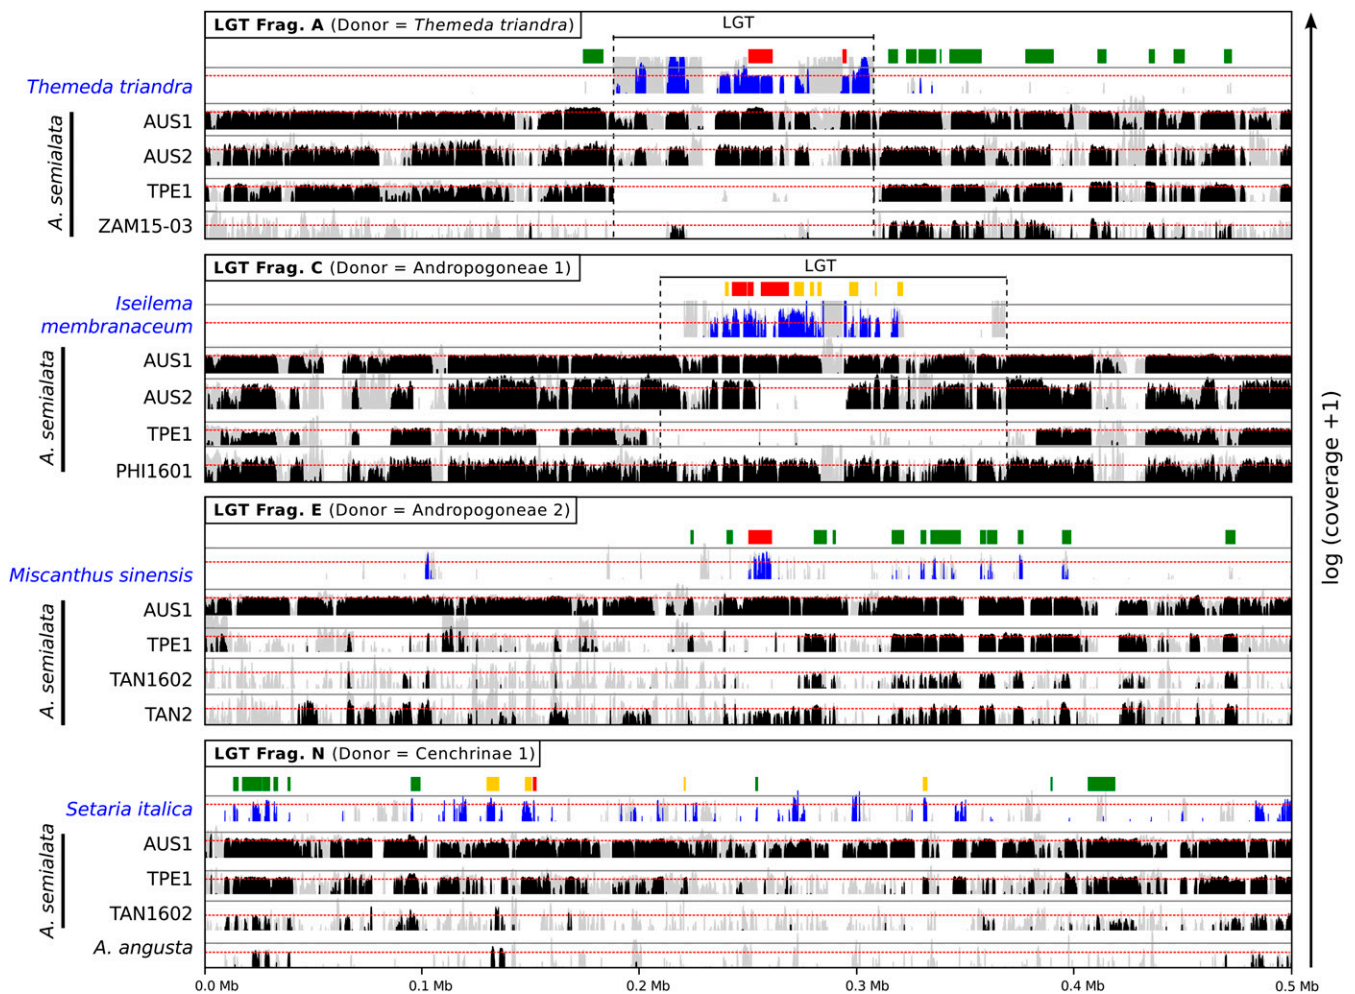 LGT Frag. A (Donor = Themeda triandra)
LGT
Themeda triandra
AUS1
AUS2
TPE1
ZAM15-03
A. semialata
LGT Frag. C (Donor = Andropogoneae 1)
LGT
Iseilema
membranaceum
AUS1
AUS2
TPE1
PHI1601
A. semialata
LGT Frag. E (Donor = Andropogoneae 2)
Miscanthus sinensis
AUS1
TPE1
TAN1602
TAN2
A. semialata
LGT Frag. N (Donor = Cenchrinae 1)
Setaria italica
AUS1
TPE1
TAN1602
A. semialata
A. angusta
0.0 Mb 0.1 Mb 0.2 Mb 0.3 Mb 0.4 Mb 0.5 Mb
log (coverage +1)